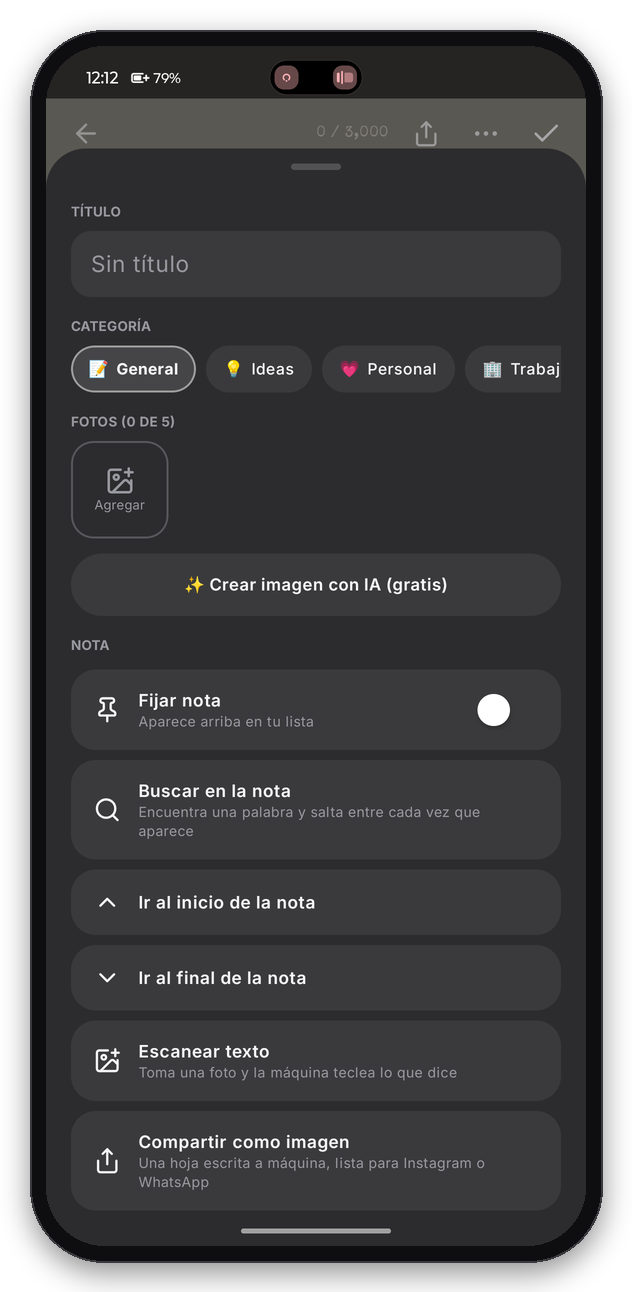 12:12 79%
0 / 3,000
TÍTULO
Sin título
CATEGORÍA
📝 General 💡 Ideas 💗 Personal 🏢 Trabaj
FOTOS (0 DE 5)
Agregar
✨ Crear imagen con IA (gratis)
NOTA
Fijar nota
Aparece arriba en tu lista
Buscar en la nota
Encuentra una palabra y salta entre cada vez que
aparece
Ir al inicio de la nota
Ir al final de la nota
Escanear texto
Toma una foto y la máquina teclea lo que dice
Compartir como imagen
Una hoja escrita a máquina, lista para Instagram o
WhatsApp